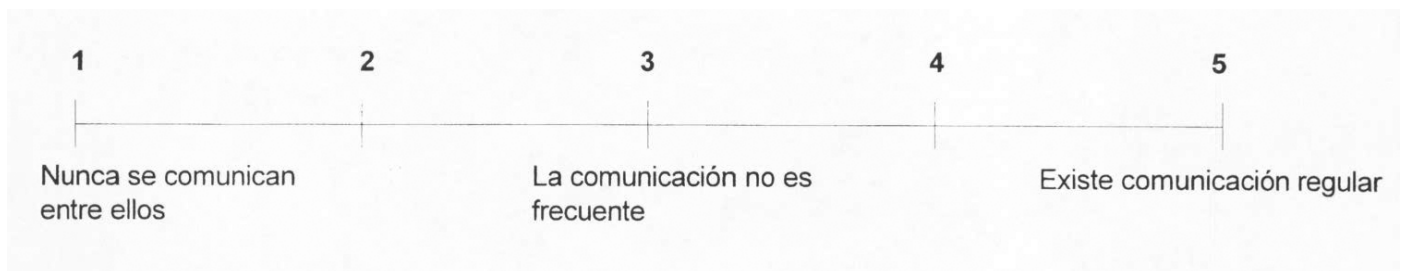 1 2 3 4 5
Nunca se comunican
entre ellos
La comunicación no es
frecuente
Existe comunicación regular